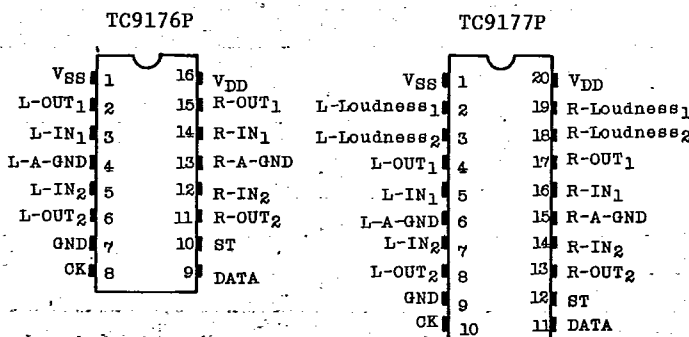 TC9176P
VSS 1 16 VDD
L-OUT1 2 15 R-OUT1
L-IN1 3 14 R-IN1
L-A-GND 4 13 R-A-GND
L-IN2 5 12 R-IN2
L-OUT2 6 11 R-OUT2
GND 7 10 ST
CK 8 9 DATA
TC9177P
VSS 1 20 VDD
L-Loudness1 2 19 R-Loudness1
L-Loudness2 3 18 R-Loudness2
L-OUT1 4 17 R-OUT1
L-IN1 5 16 R-IN1
L-A-GND 6 15 R-A-GND
L-IN2 7 14 R-IN2
L-OUT2 8 13 R-OUT2
GND 9 12 ST
CK 10 11 DATA